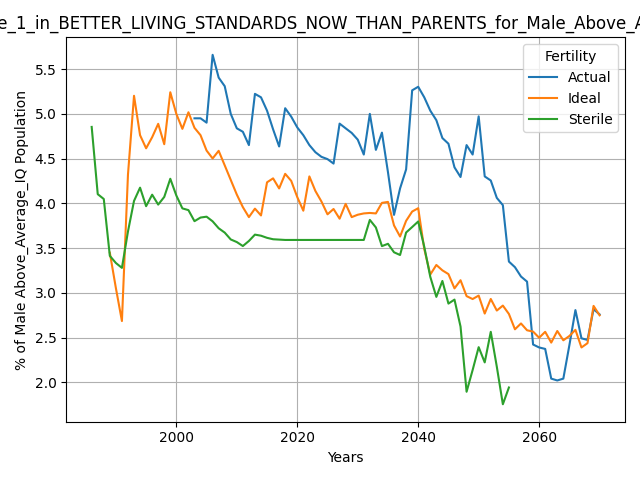 e_1_in_BETTER_LIVING_STANDARDS_NOW_THAN_PARENTS_for_Male_Above_A
% of Male Above_Average_IQ Population
5.5
5.0
4.5
4.0
3.5
3.0
2.5
2.0
Fertility
Actual
Ideal
Sterile
2000
2020
2040
2060
Years